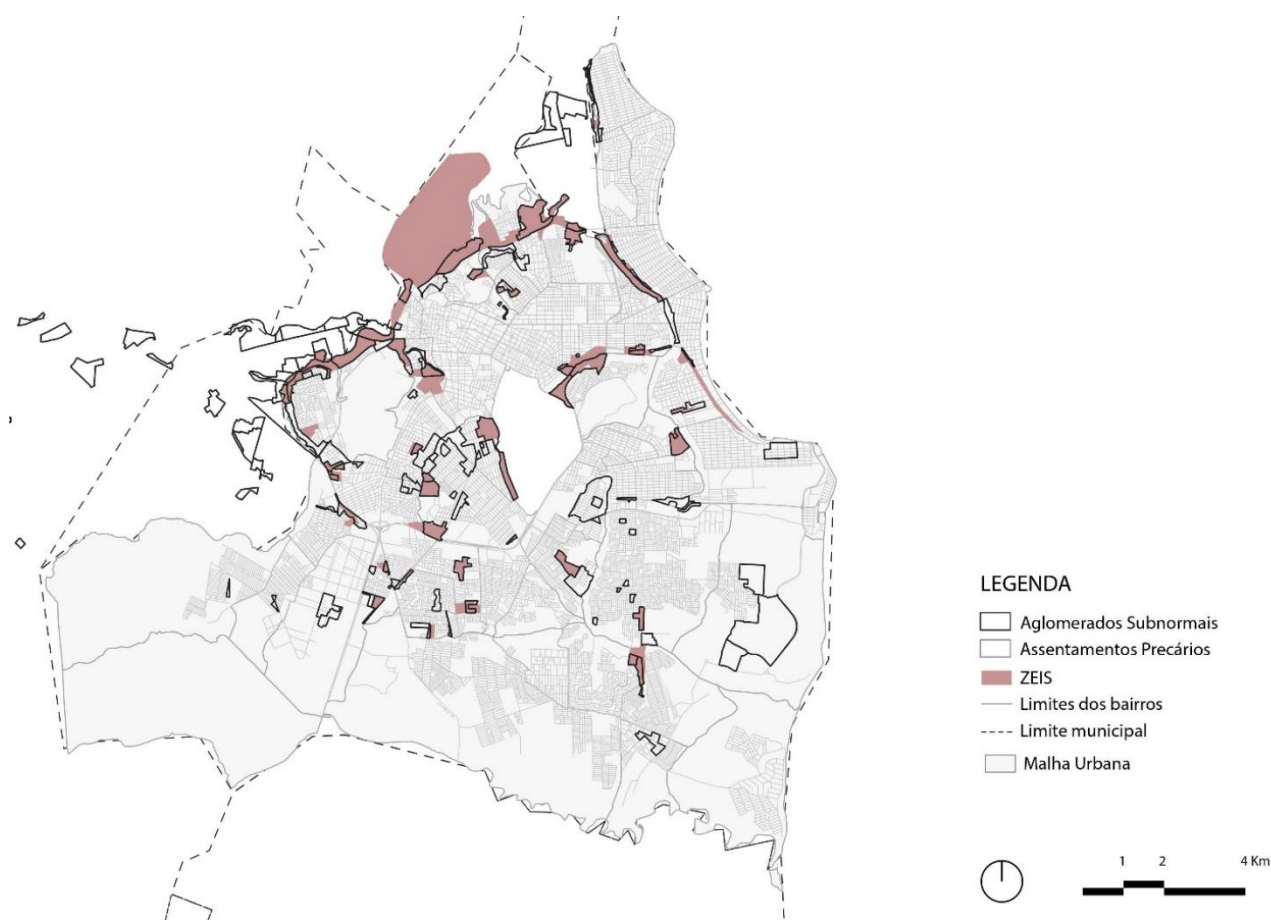 LEGENDA
Aglomerados Subnormais
Assentamentos Precários
ZEIS
Limites dos bairros
Limite municipal
Malha Urbana
1 2 4 Km